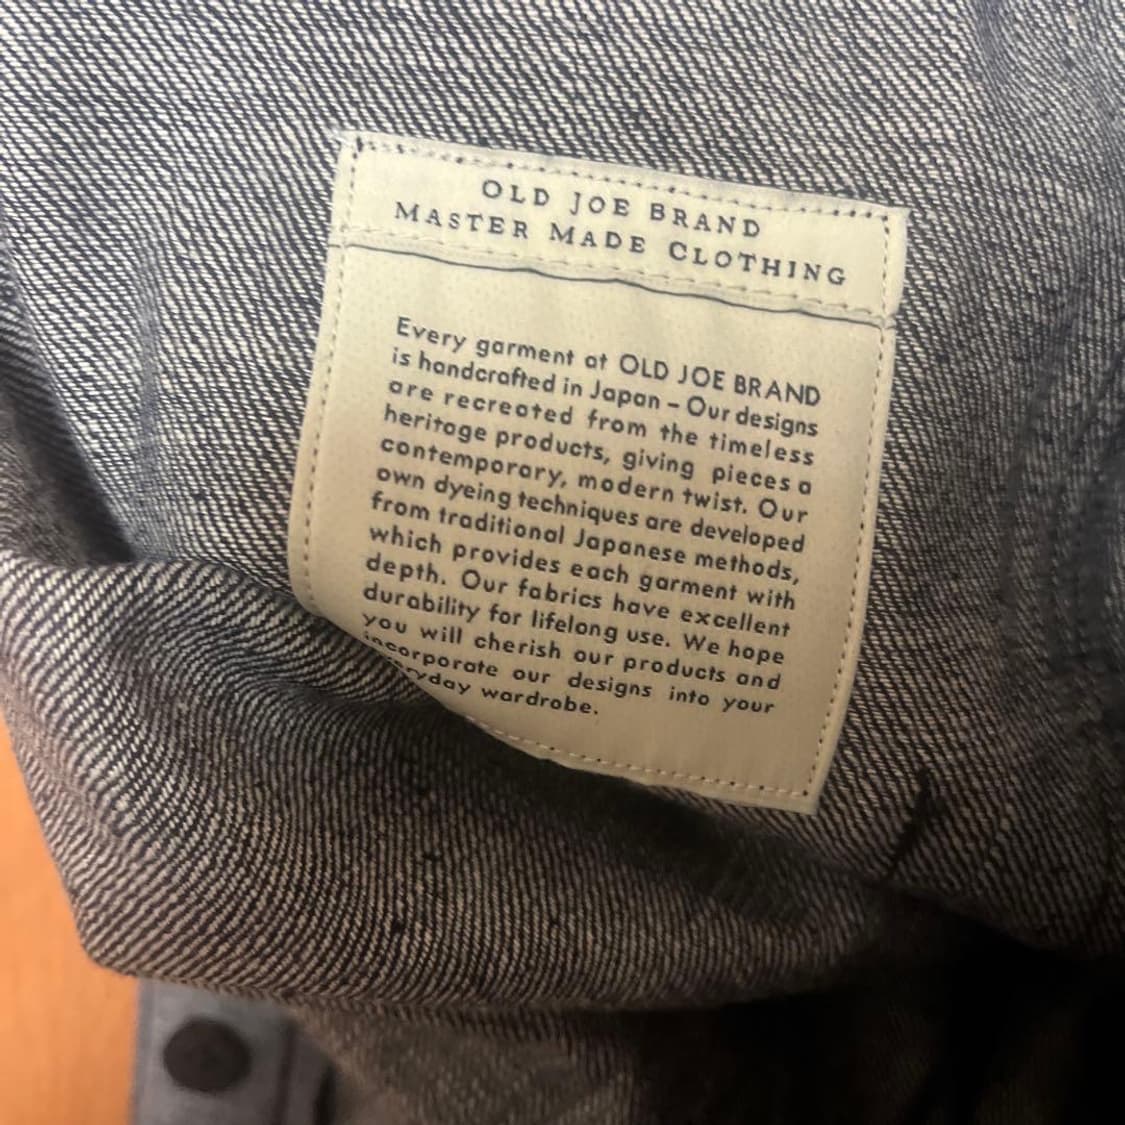 OLD JOE BRAND
MASTER MADE CLOTHING
Every garment at OLD JOE BRAND
is handcrafted in Japan – Our designs
are recreated from the timeless
heritage products, giving pieces a
contemporary, modern twist. Our
own dyeing techniques are developed
from traditional Japanese methods,
which provides each garment with
depth. Our fabrics have excellent
durability for lifelong use. We hope
you will cherish our products and
incorporate our designs into your
wardrobe.